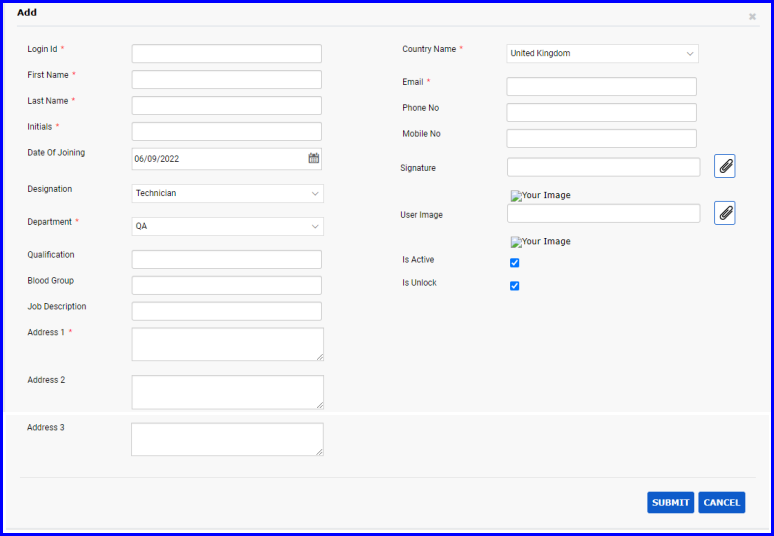 Add
Login Id *
First Name *
Last Name *
Initials *
Date Of Joining
06/09/2022
Designation
Technician
Department *
QA
Qualification
Blood Group
Job Description
Address 1 *
Address 2
Address 3
Country Name *
United Kingdom
Email *
Phone No
Mobile No
Signature
Your Image
User Image
Your Image
Is Active
Is Unlock
SUBMIT CANCEL